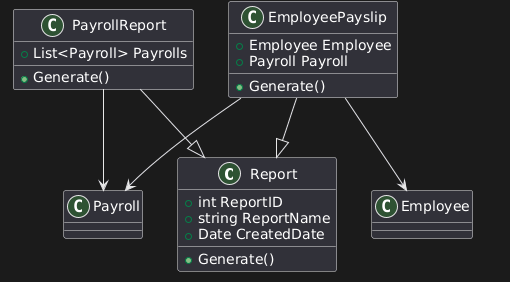 C PayrollReport
List<Payroll> Payrolls
Generate()
C EmployeePayslip
Employee Employee
Payroll Payroll
Generate()
C Payroll
C Report
int ReportID
string ReportName
Date CreatedDate
Generate()
C Employee